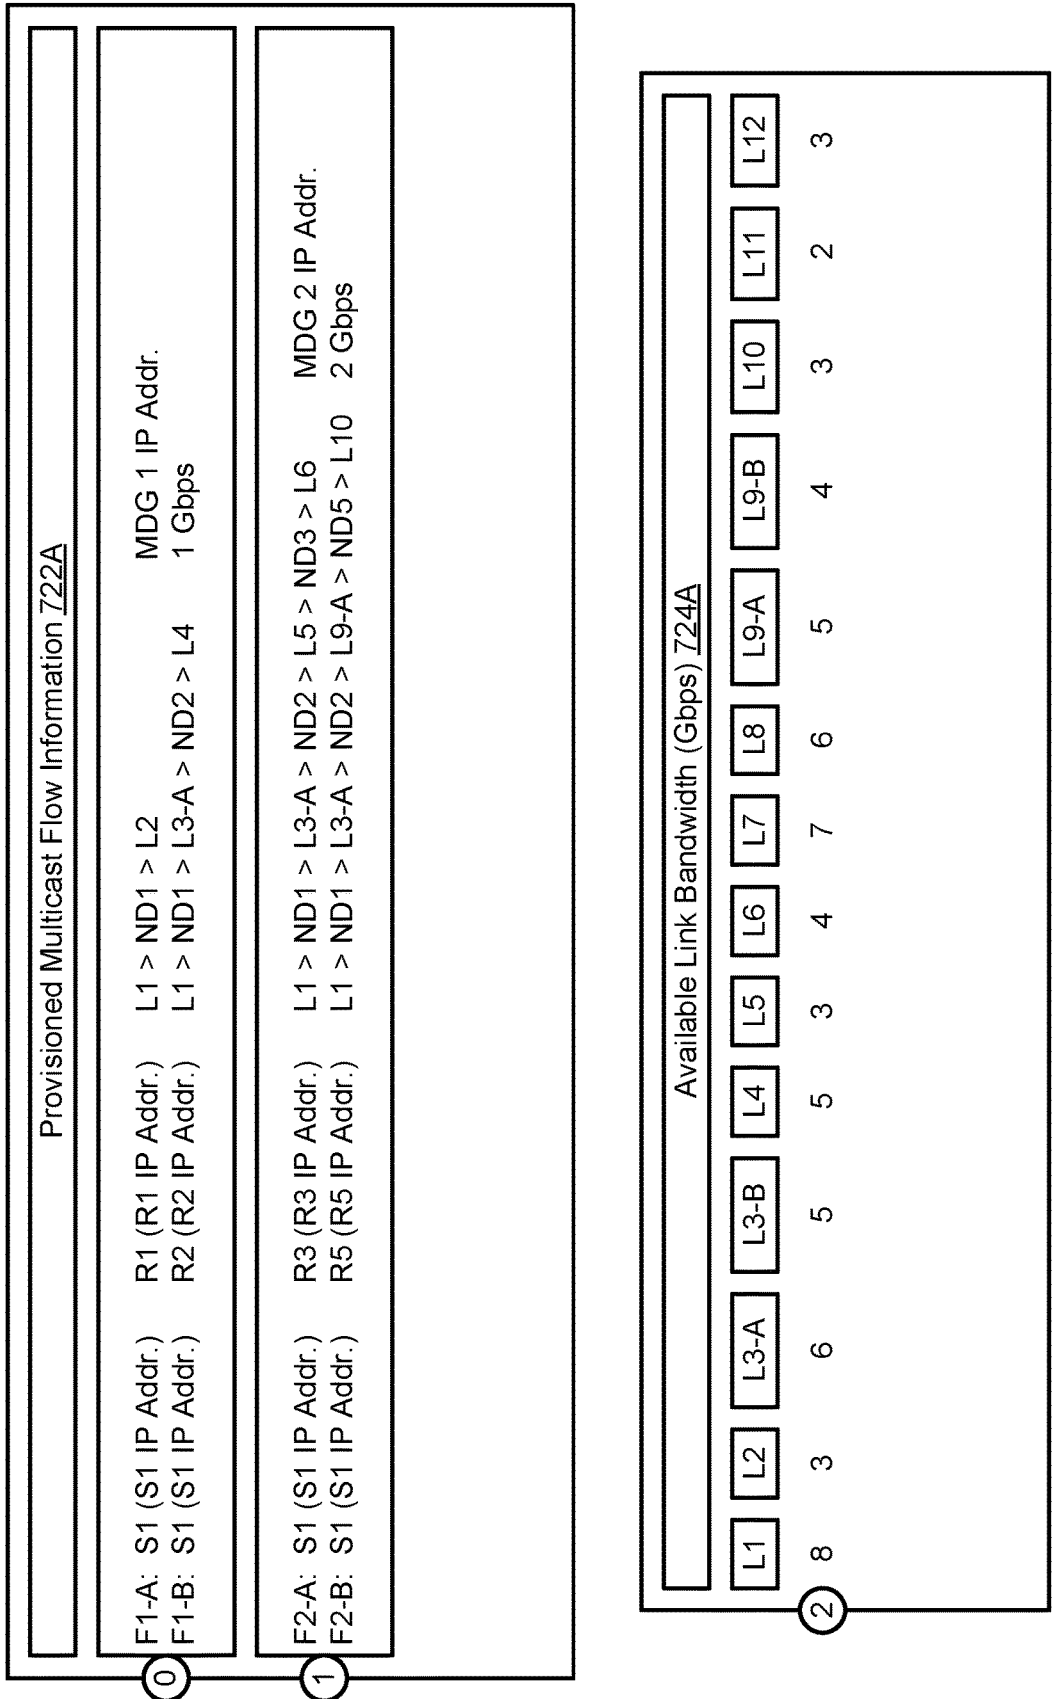 Provisioned Multicast Flow Information 722A
0
F1-A: S1 (S1 IP Addr.) R1 (R1 IP Addr.) L1 > ND1 > L2 MDG 1 IP Addr.
F1-B: S1 (S1 IP Addr.) R2 (R2 IP Addr.) L1 > ND1 > L3-A > ND2 > L4 1 Gbps
1
F2-A: S1 (S1 IP Addr.) R3 (R3 IP Addr.) L1 > ND1 > L3-A > ND2 > L5 > ND3 > L6 MDG 2 IP Addr.
F2-B: S1 (S1 IP Addr.) R5 (R5 IP Addr.) L1 > ND1 > L3-A > ND2 > L9-A > ND5 > L10 2 Gbps
Available Link Bandwidth (Gbps) 724A
L1 L2 L3-A L3-B L4 L5 L6 L7 L8 L9-A L9-B L10 L11 L12
2 8 3 6 5 5 3 4 7 6 5 4 3 2 3